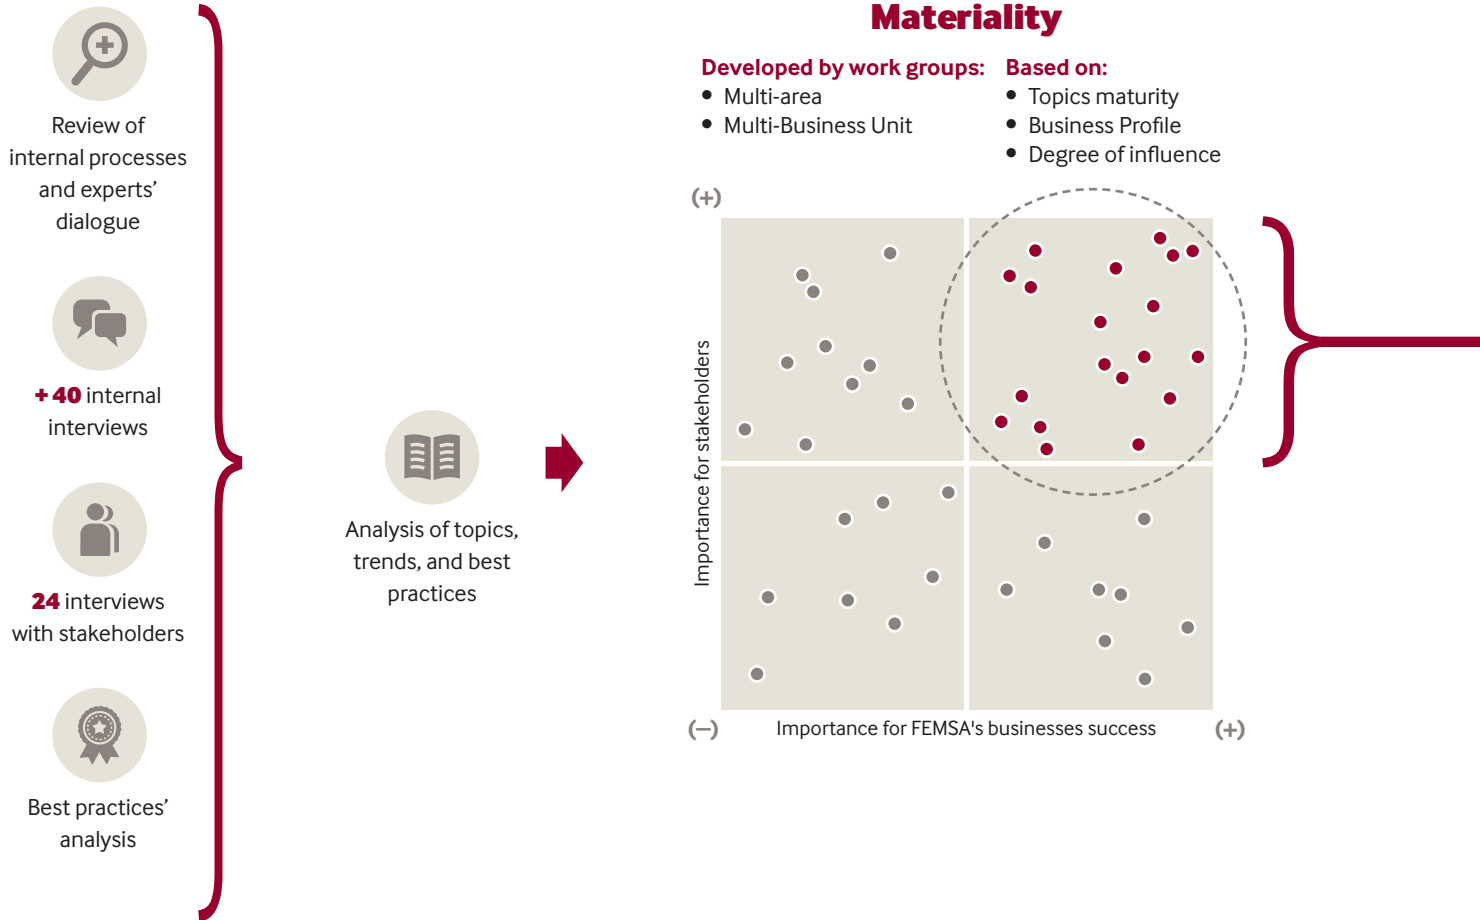 Review of
internal processes
and experts’
dialogue
+ 40 internal
interviews
24 interviews
with stakeholders
Best practices’
analysis
Analysis of topics,
trends, and best
practices
Materiality
Developed by work groups:
• Multi-area
• Multi-Business Unit
Based on:
• Topics maturity
• Business Profile
• Degree of influence
(+)
Importance for stakeholders
(–)
Importance for FEMSA's businesses success
(+)